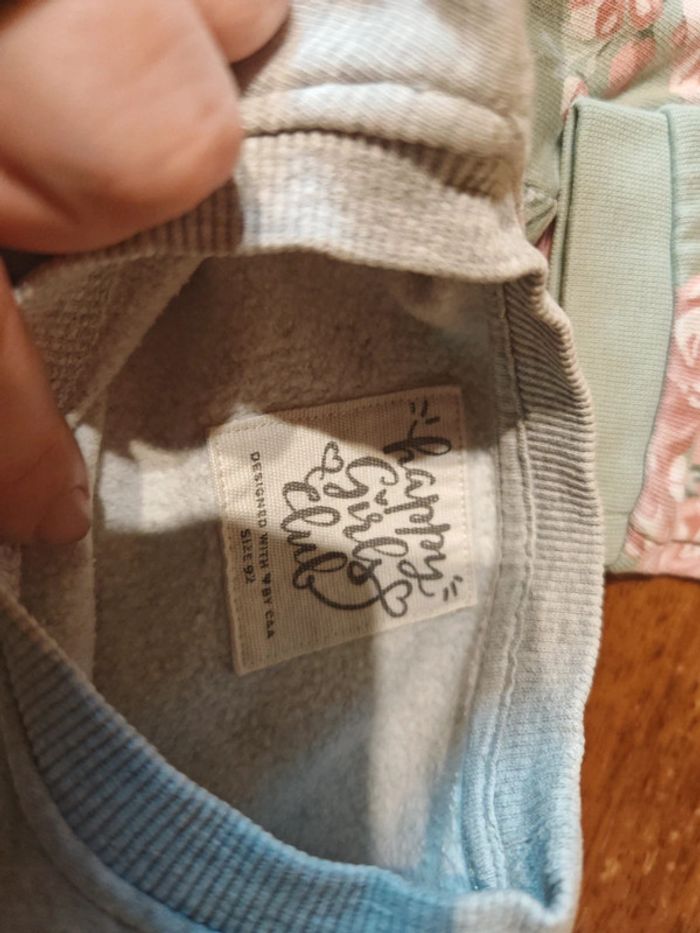 happy
Girls
Club
DESIGNED WITH ♥ BY C&A
SIZE 92